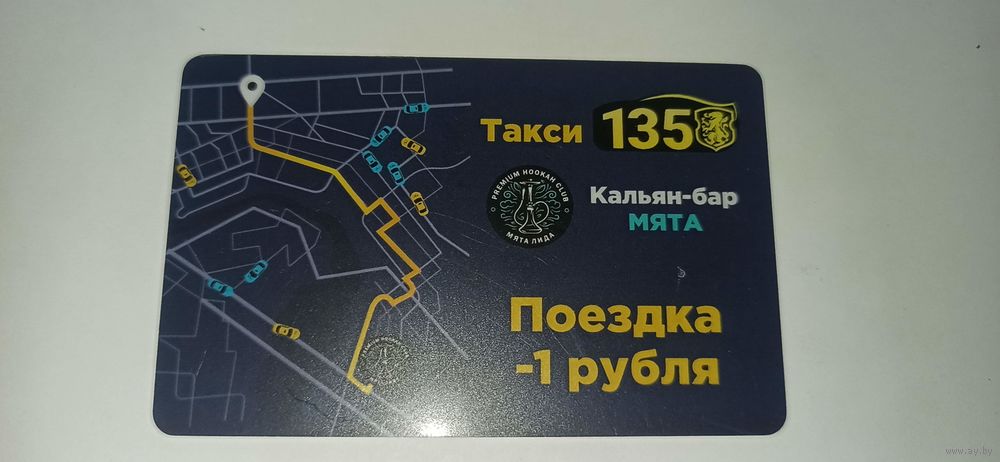 Такси 135
PREMIUM HOOKAH CLUB
МЯТА ЛИДА
Кальян-бар
МЯТА
Поездка
-1 рубля
www.ay.by